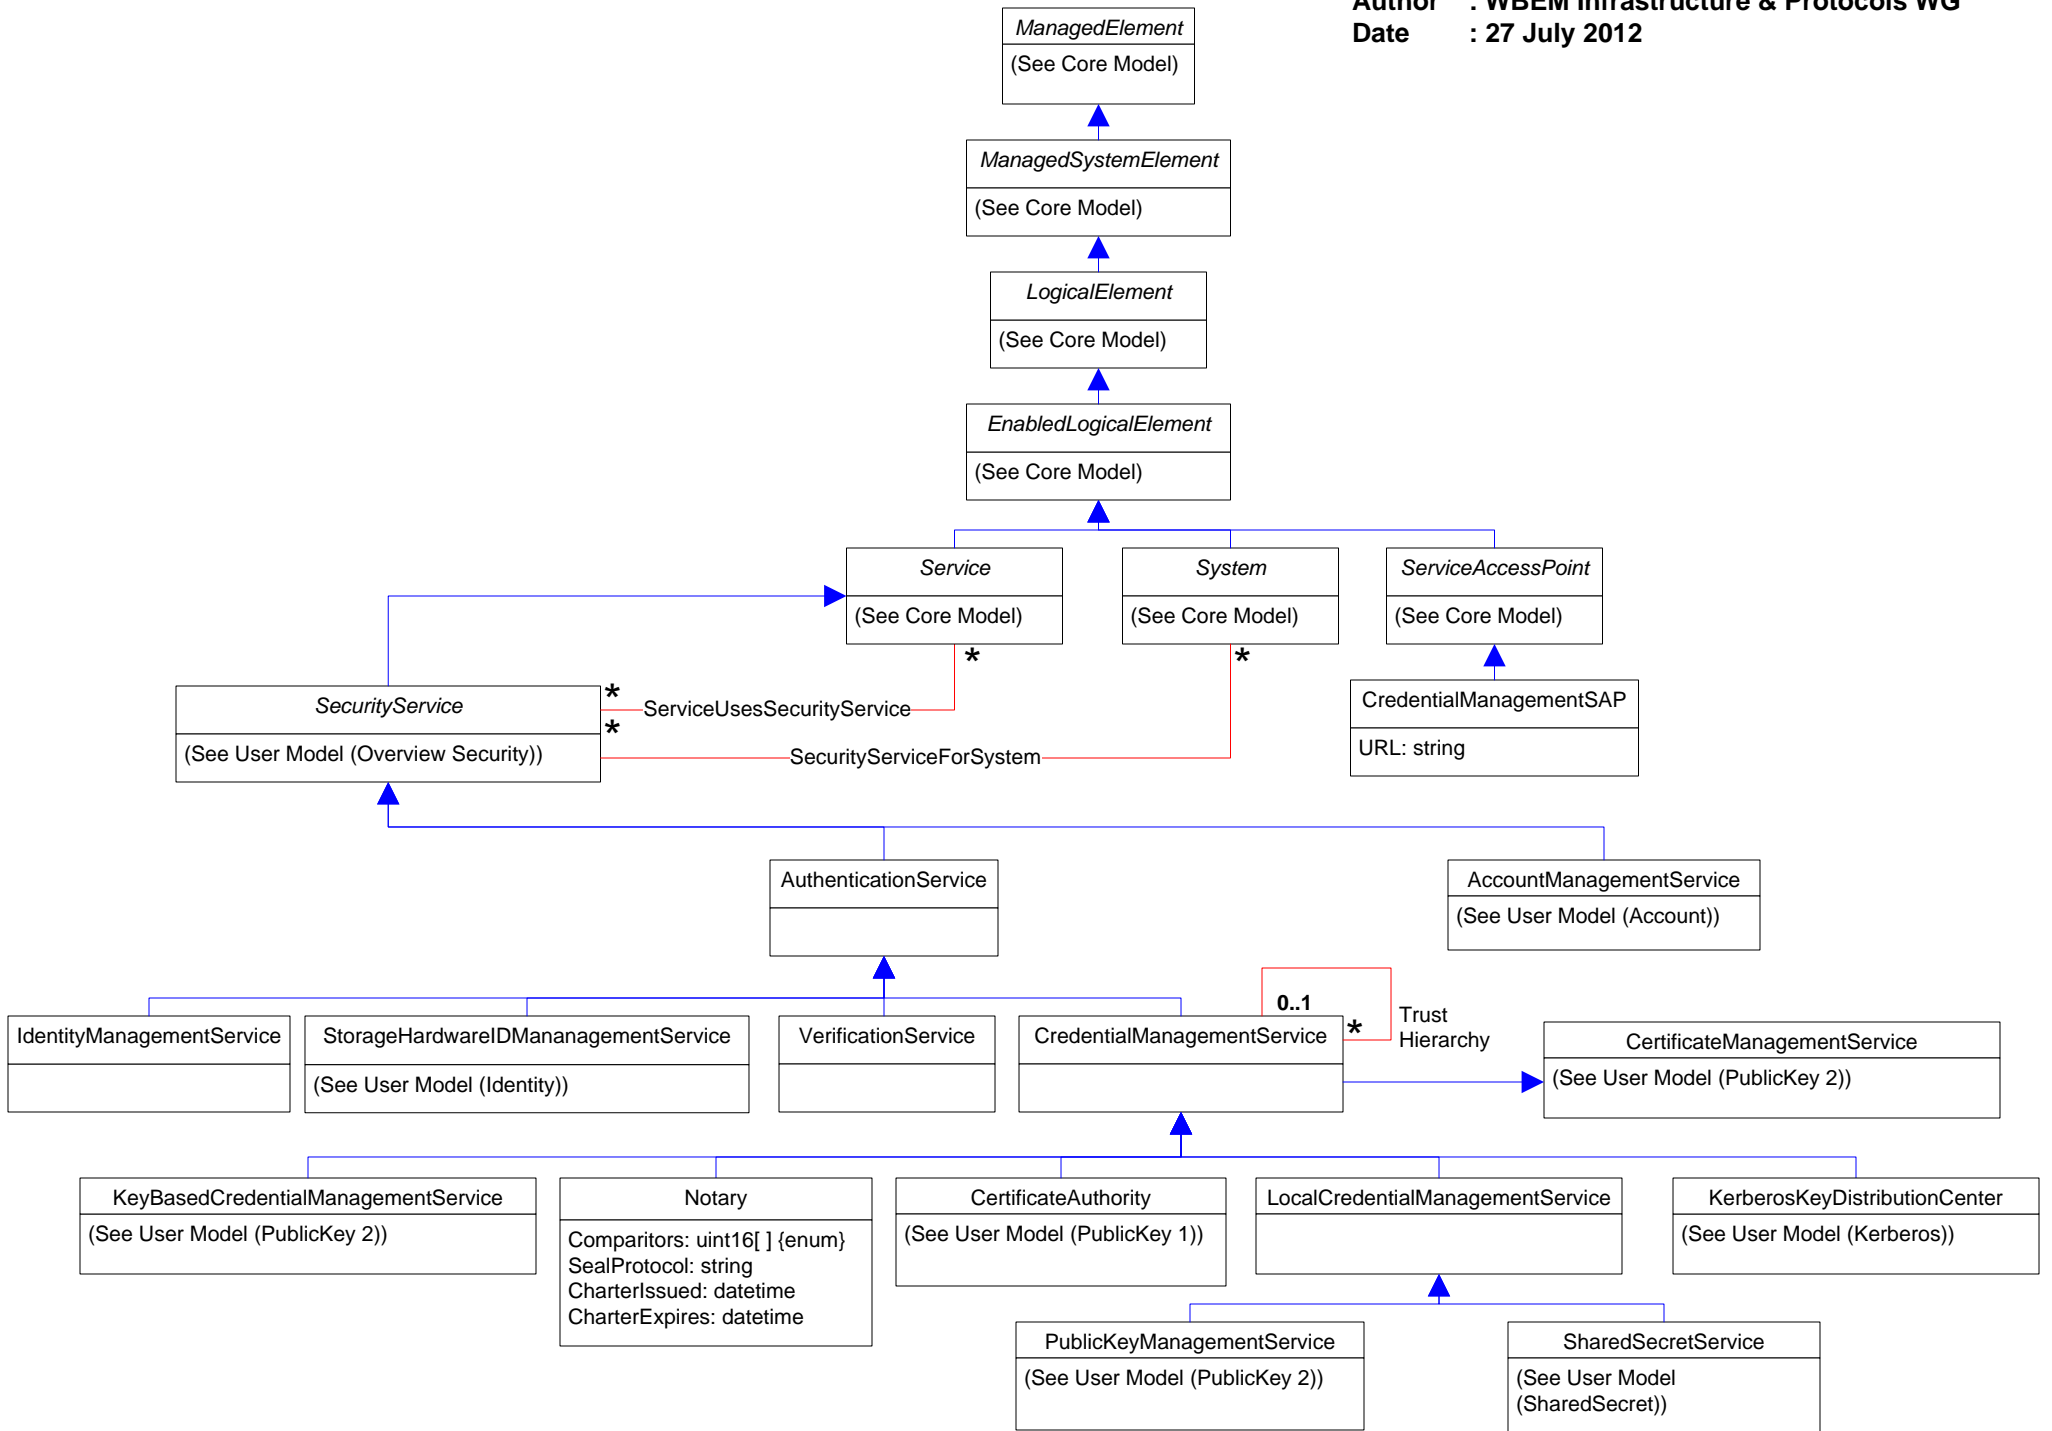 Author : WBEM Infrastructure & Protocols WG
Date : 27 July 2012
ManagedElement
(See Core Model)
ManagedSystemElement
(See Core Model)
LogicalElement
(See Core Model)
EnabledLogicalElement
(See Core Model)
Service
(See Core Model)
System
(See Core Model)
ServiceAccessPoint
(See Core Model)
*
*
SecurityService
(See User Model (Overview Security))
*
ServiceUsesSecurityService
*
SecurityServiceForSystem
CredentialManagementSAP
URL: string
AuthenticationService
AccountManagementService
(See User Model (Account))
IdentityManagementService
StorageHardwareIDMananagementService
(See User Model (Identity))
VerificationService
CredentialManagementService
0..1
*
Trust
Hierarchy
CertificateManagementService
(See User Model (PublicKey 2))
KeyBasedCredentialManagementService
(See User Model (PublicKey 2))
Notary
Comparitors: uint16[ ] {enum}
SealProtocol: string
CharterIssued: datetime
CharterExpires: datetime
CertificateAuthority
(See User Model (PublicKey 1))
LocalCredentialManagementService
KerberosKeyDistributionCenter
(See User Model (Kerberos))
PublicKeyManagementService
(See User Model (PublicKey 2))
SharedSecretService
(See User Model
(SharedSecret))